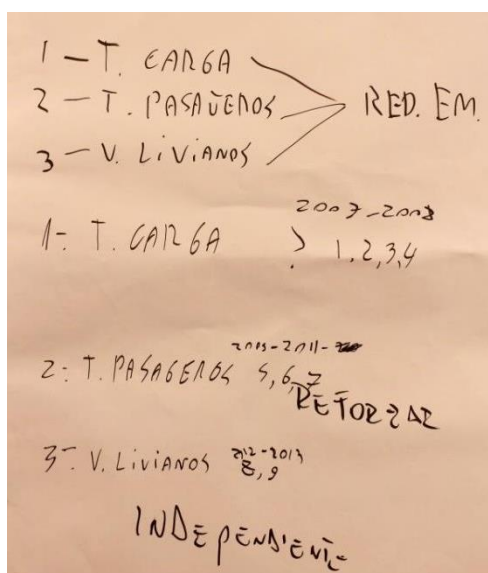 1 - T. CARGA
2 - T. PASAJEROS
3 - V. LIVIANOS
RED. EM.
2007-2008
1- T. CARGA ? 1,2,3,4
2011-
2: T. PASAGEROS 5,6,7
REFORZAR
2012-2013
3- V. LIVIANOS 8,9
INDEPENDIENTE